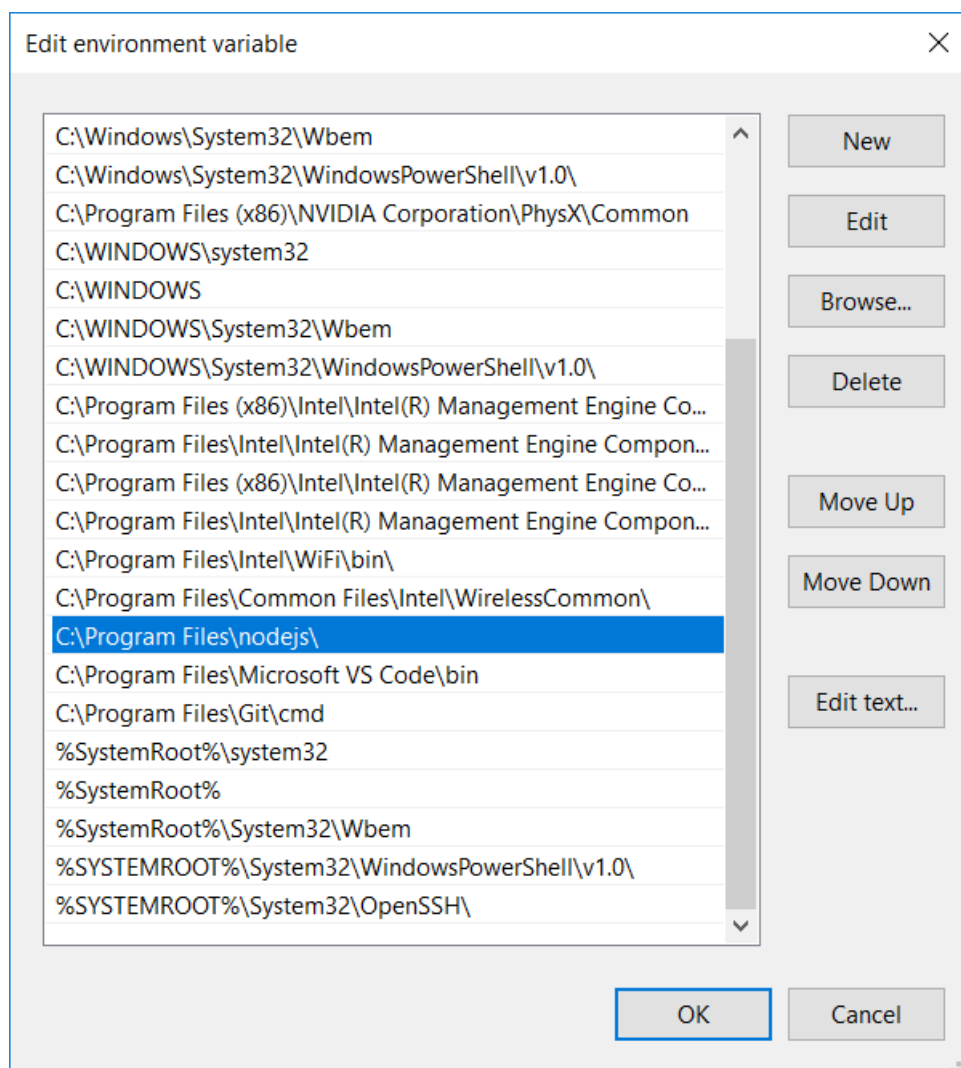 Edit environment variable
C:\Windows\System32\Wbem
C:\Windows\System32\WindowsPowerShell\v1.0\
C:\Program Files (x86)\NVIDIA Corporation\PhysX\Common
C:\WINDOWS\system32
C:\WINDOWS
C:\WINDOWS\System32\Wbem
C:\WINDOWS\System32\WindowsPowerShell\v1.0\
C:\Program Files (x86)\Intel\Intel(R) Management Engine Co...
C:\Program Files\Intel\Intel(R) Management Engine Compon...
C:\Program Files (x86)\Intel\Intel(R) Management Engine Co...
C:\Program Files\Intel\Intel(R) Management Engine Compon...
C:\Program Files\Intel\WiFi\bin\
C:\Program Files\Common Files\Intel\WirelessCommon\
C:\Program Files\nodejs\
C:\Program Files\Microsoft VS Code\bin
C:\Program Files\Git\cmd
%SystemRoot%\system32
%SystemRoot%
%SystemRoot%\System32\Wbem
%SYSTEMROOT%\System32\WindowsPowerShell\v1.0\
%SYSTEMROOT%\System32\OpenSSH\
New
Edit
Browse...
Delete
Move Up
Move Down
Edit text...
OK
Cancel